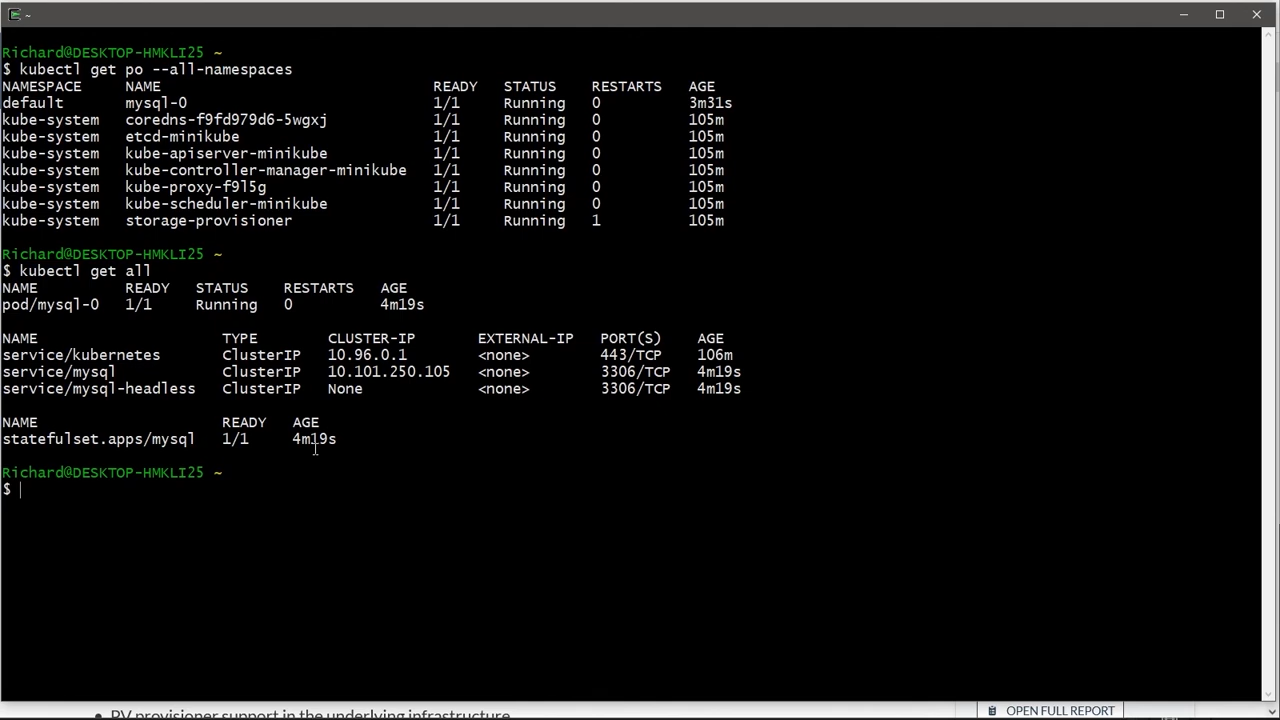 ~
Richard@DESKTOP-HMKLI25 ~
$ kubectl get po --all-namespaces
NAMESPACE NAME READY STATUS RESTARTS AGE
default mysql-0 1/1 Running 0 3m31s
kube-system coredns-f9fd979d6-5wgxj 1/1 Running 0 105m
kube-system etcd-minikube 1/1 Running 0 105m
kube-system kube-apiserver-minikube 1/1 Running 0 105m
kube-system kube-controller-manager-minikube 1/1 Running 0 105m
kube-system kube-proxy-f9l5g 1/1 Running 0 105m
kube-system kube-scheduler-minikube 1/1 Running 0 105m
kube-system storage-provisioner 1/1 Running 1 105m
Richard@DESKTOP-HMKLI25 ~
$ kubectl get all
NAME READY STATUS RESTARTS AGE
pod/mysql-0 1/1 Running 0 4m19s
NAME TYPE CLUSTER-IP EXTERNAL-IP PORT(S) AGE
service/kubernetes ClusterIP 10.96.0.1 <none> 443/TCP 106m
service/mysql ClusterIP 10.101.250.105 <none> 3306/TCP 4m19s
service/mysql-headless ClusterIP None <none> 3306/TCP 4m19s
NAME READY AGE
statefulset.apps/mysql 1/1 4m19s
Richard@DESKTOP-HMKLI25 ~
$
• PV provisioner support in the underlying infrastructure
OPEN FULL REPORT